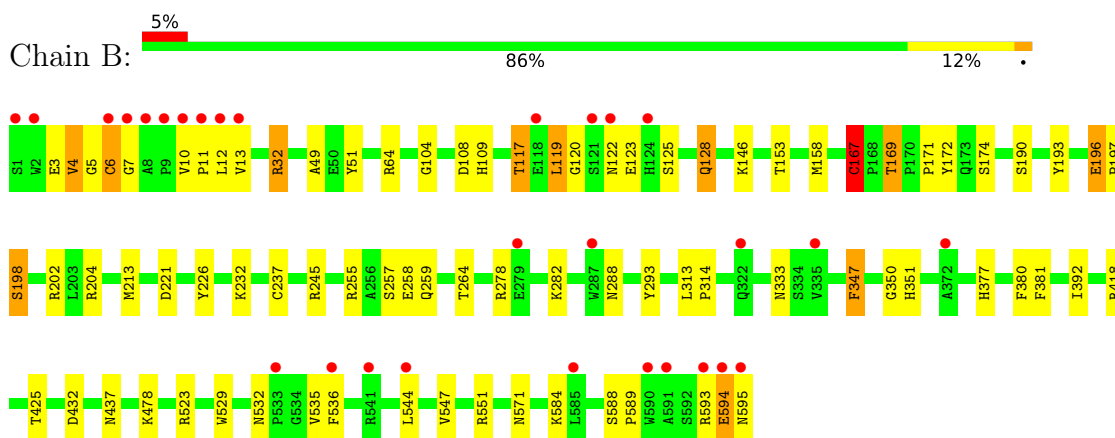 5%
Chain B:
86% 12% •
S1 W2 E3 V4 G5 C6 G7 A8 P9 V10 P11 L12 V13 R32 A49 E50 Y51 R64 G104 D108 H109 T117 E118 L119 G120 S121 N122 E123 H124 S125 Q128 K146 T153 M158 C167 P168 T169 P170 P171 Y172 Q173 S174 S190 Y193 E196 R197
S198 R202 L203 R204 M213 D221 Y226 K232 C237 R245 R255 A256 S257 E258 Q259 T264 R278 E279 K282 W287 N288 Y293 L313 P314 Q322 N333 S334 V335 F347 G350 H351 A372 H377 F380 F381 I392
T425 D432 N437 K478 R523 W529 N532 P533 G534 V535 F536 R541 L544 V547 R551 N571 K584 L585 S588 P589 W590 A591 S592 R593 E594 N595